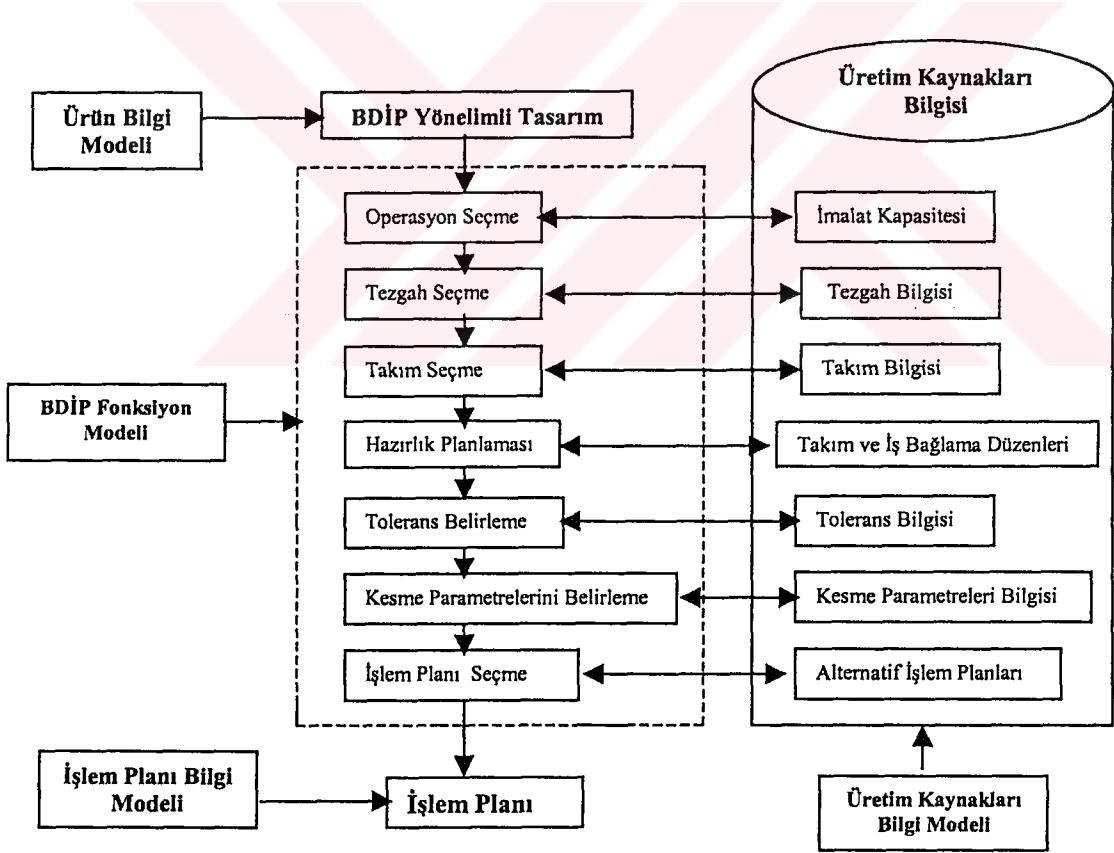 Üretim Kaynakları
Bilgisi
Ürün Bilgi
Modeli
BDİP Yönelimli Tasarım
Operasyon Seçme
İmalat Kapasitesi
Tezgah Seçme
Tezgah Bilgisi
Takım Seçme
Takım Bilgisi
BDİP Fonksiyon
Modeli
Hazırlık Planlaması
Takım ve İş Bağlama Düzenleri
Tolerans Belirleme
Tolerans Bilgisi
Kesme Parametrelerini Belirleme
Kesme Parametreleri Bilgisi
İşlem Planı Seçme
Alternatif İşlem Planları
İşlem Planı Bilgi
Modeli
İşlem Planı
Üretim Kaynakları
Bilgi Modeli